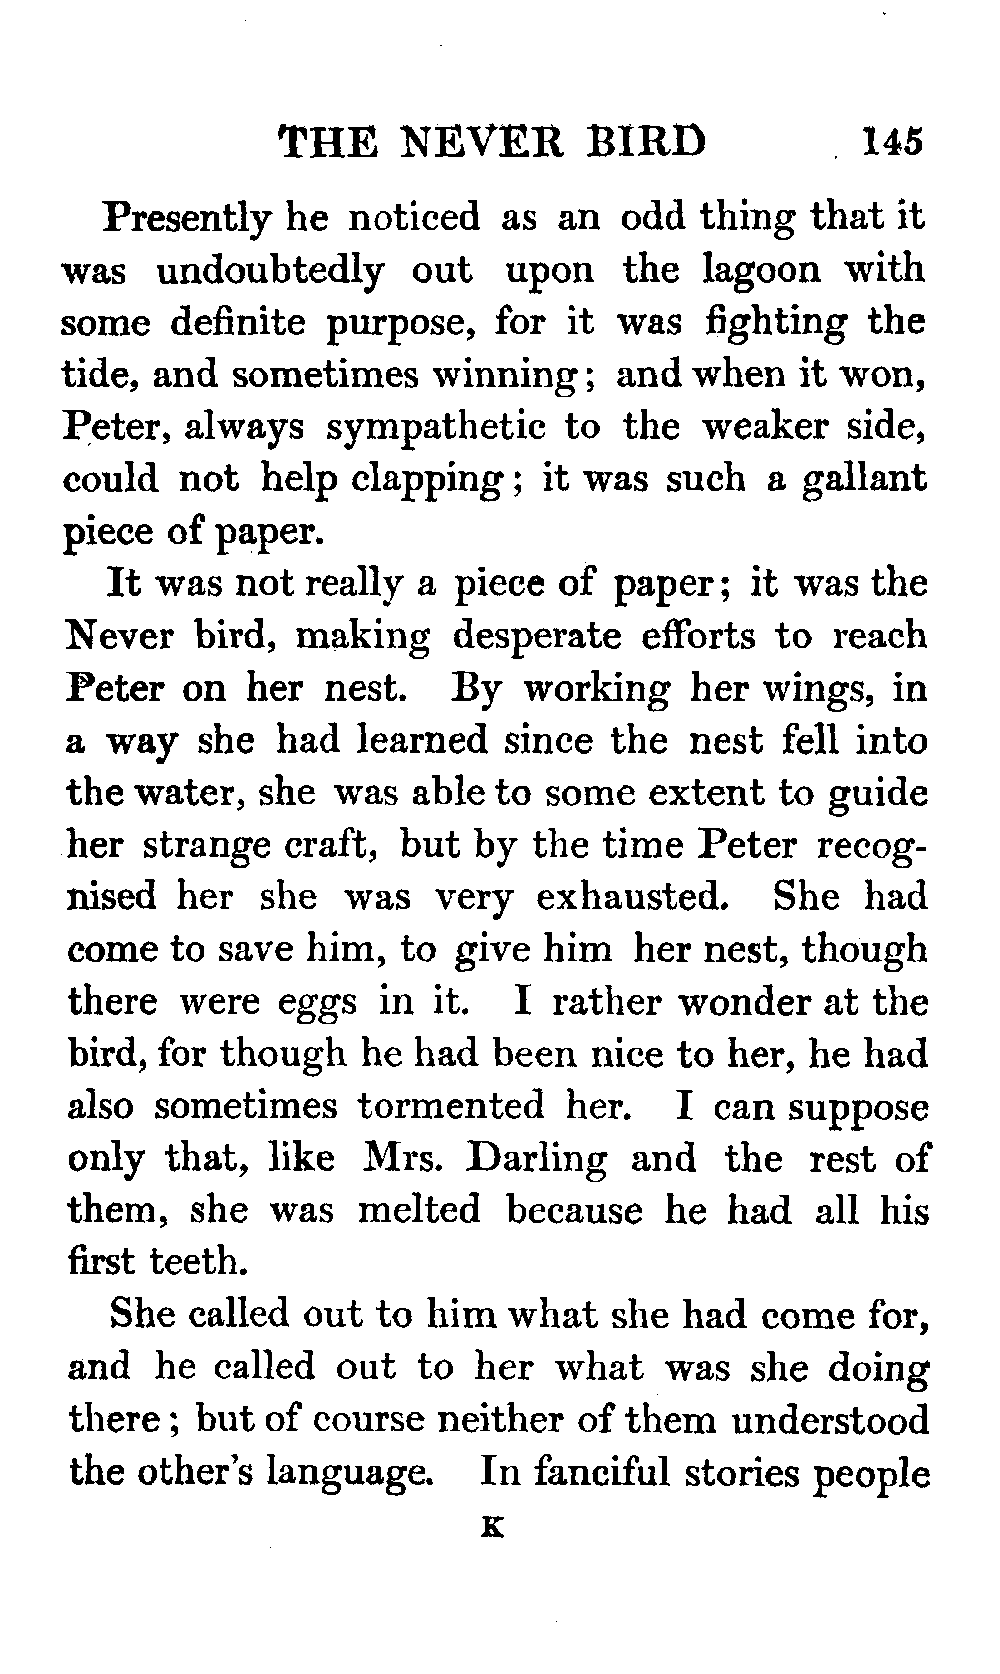 THE NEVER BIRD 145
Presently he noticed as an odd thing that it
was undoubtedly out upon the lagoon with
some definite purpose, for it was fighting the
tide, and sometimes winning; and when it won,
Peter, always sympathetic to the weaker side,
could not help clapping; it was such a gallant
piece of paper.
It was not really a piece of paper; it was the
Never bird, making desperate efforts to reach
Peter on her nest. By working her wings, in
a way she had learned since the nest fell into
the water, she was able to some extent to guide
her strange craft, but by the time Peter recog-
nised her she was very exhausted. She had
come to save him, to give him her nest, though
there were eggs in it. I rather wonder at the
bird, for though he had been nice to her, he had
also sometimes tormented her. I can suppose
only that, like Mrs. Darling and the rest of
them, she was melted because he had all his
first teeth.
She called out to him what she had come for,
and he called out to her what was she doing
there; but of course neither of them understood
the other's language. In fanciful stories people
K